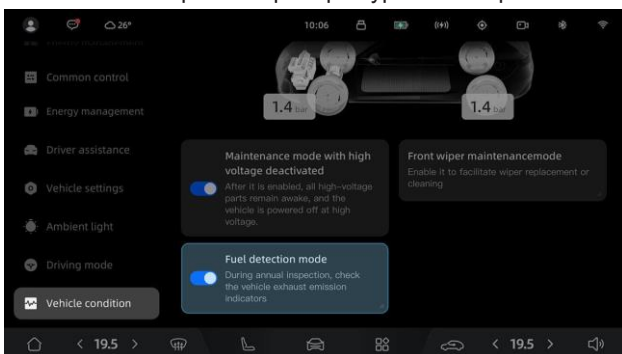 26°
10:06
Common control
Energy management
Driver assistance
Vehicle settings
Ambient light
Driving mode
Vehicle condition
1.4 bar
1.4 bar
Maintenance mode with high
voltage deactivated
After it is enabled, all high-voltage
parts remain awake, and the
vehicle is powered off at high
voltage.
Front wiper maintenancemode
Enable it to facilitate wiper replacement or
cleaning
Fuel detection mode
During annual inspection, check
the vehicle exhaust emission
indicators
< 19.5 >
< 19.5 >